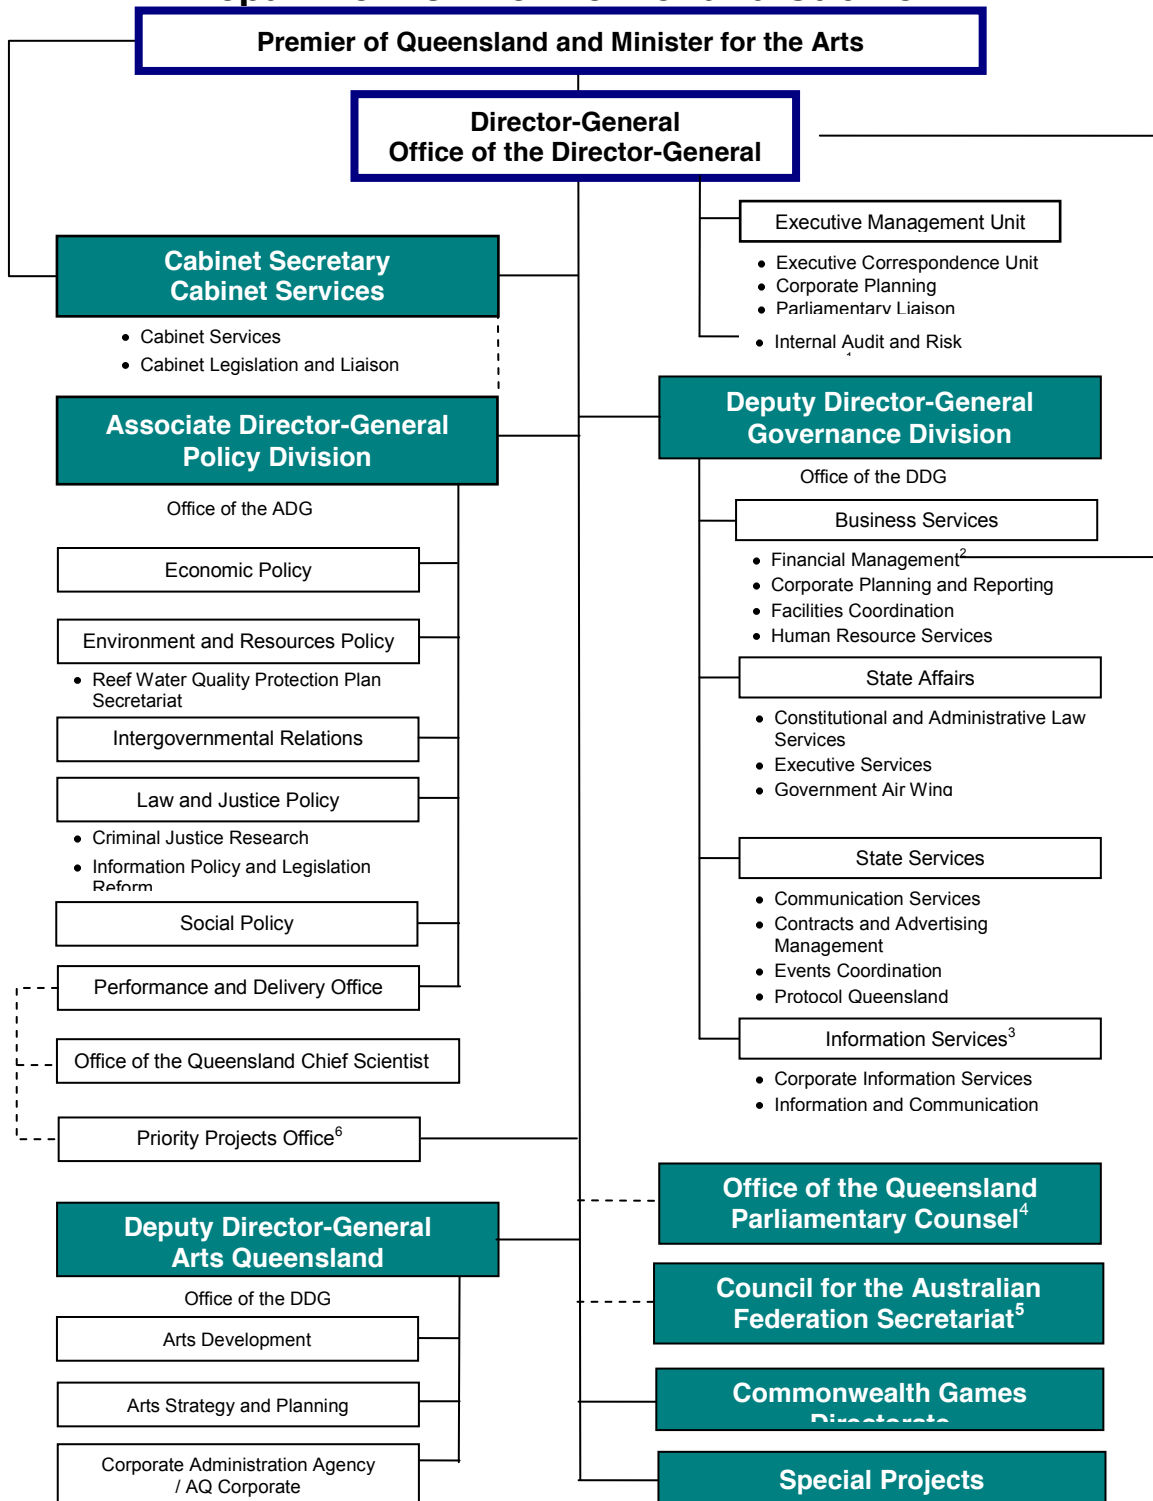 Premier of Queensland and Minister for the Arts
Director-General
Office of the Director-General
Executive Management Unit
• Executive Correspondence Unit
• Corporate Planning
• Parliamentary Liaison
• Internal Audit and Risk
Cabinet Secretary
Cabinet Services
• Cabinet Services
• Cabinet Legislation and Liaison
Associate Director-General
Policy Division
Office of the ADG
Economic Policy
Environment and Resources Policy
• Reef Water Quality Protection Plan
Secretariat
Intergovernmental Relations
Law and Justice Policy
• Criminal Justice Research
• Information Policy and Legislation
Reform
Social Policy
Performance and Delivery Office
Office of the Queensland Chief Scientist
Priority Projects Office⁶
Deputy Director-General
Arts Queensland
Office of the DDG
Arts Development
Arts Strategy and Planning
Corporate Administration Agency
/ AQ Corporate
Deputy Director-General
Governance Division
Office of the DDG
Business Services
• Financial Management²
• Corporate Planning and Reporting
• Facilities Coordination
• Human Resource Services
State Affairs
• Constitutional and Administrative Law
Services
• Executive Services
• Government Air Wing
State Services
• Communication Services
• Contracts and Advertising
Management
• Events Coordination
• Protocol Queensland
Information Services³
• Corporate Information Services
• Information and Communication
Office of the Queensland
Parliamentary Counsel⁴
Council for the Australian
Federation Secretariat⁵
Commonwealth Games
Directorate
Special Projects